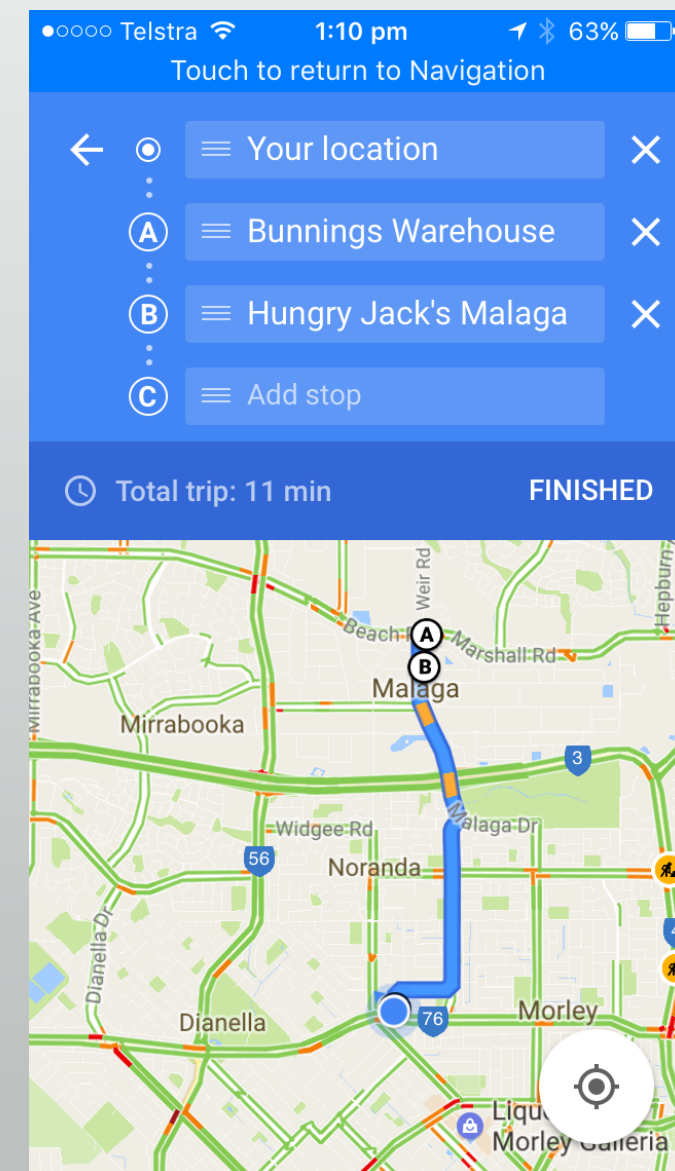 Telstra 1:10 pm 63%
Touch to return to Navigation
Your location
A Bunnings Warehouse
B Hungry Jack's Malaga
C Add stop
Total trip: 11 min FINISHED
Weir Rd
Hepburn
Mirrabooka Ave
Beach
A
Marshall Rd
B
Malaga
Mirrabooka
3
Malaga Dr
Widgee Rd
56
Noranda
Dianella Dr
Dianella
76
Morley
4
Liqu
Morley Galleria